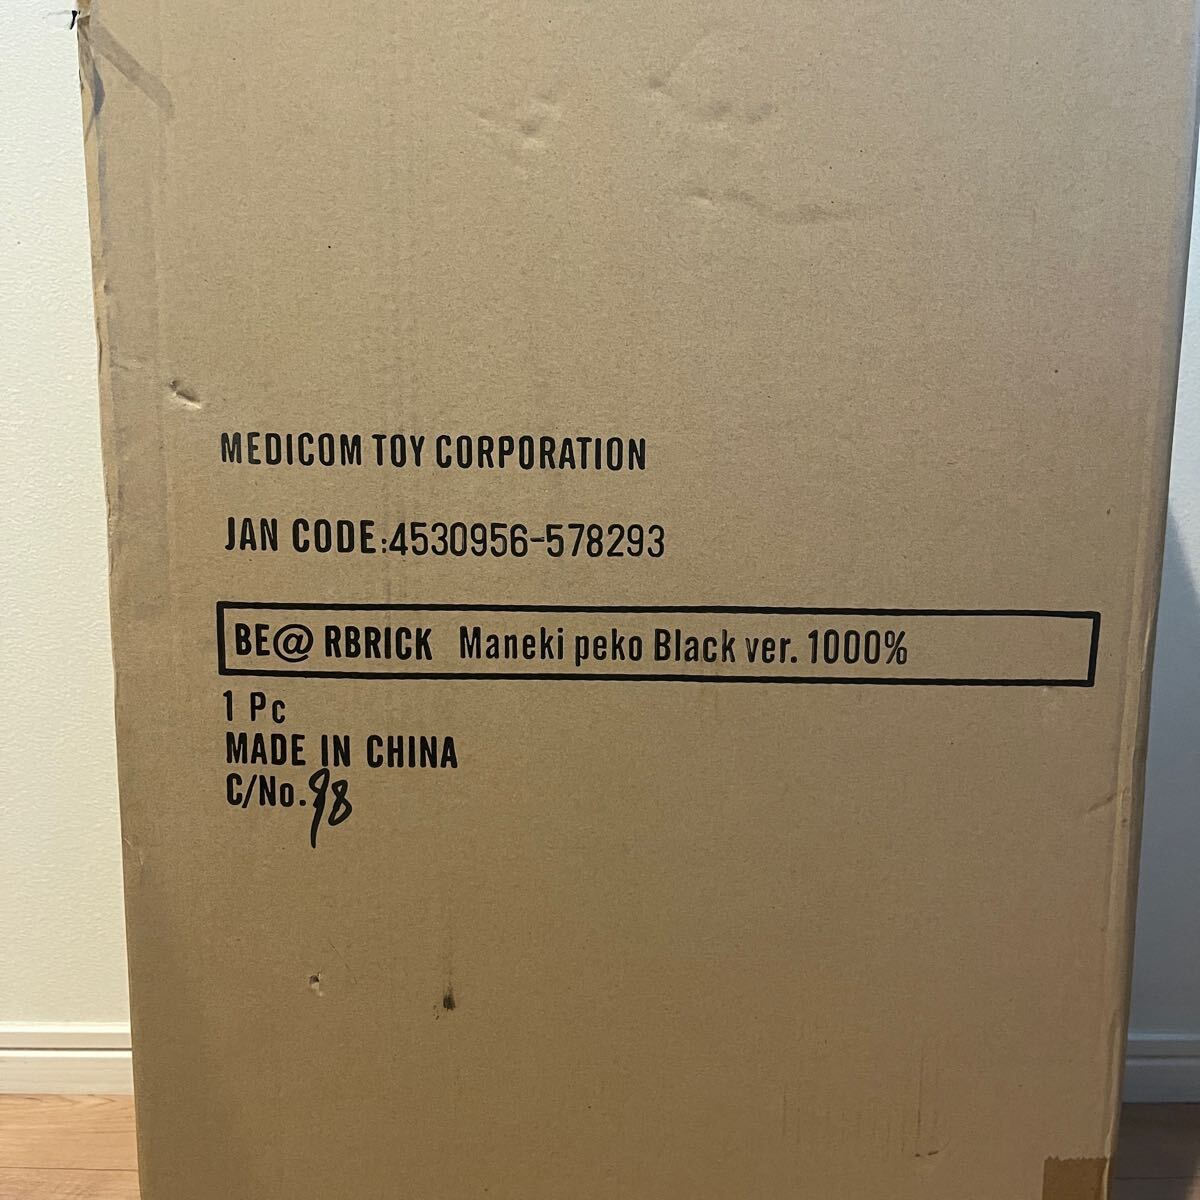 MEDICOM TOY CORPORATION
JAN CODE:4530956-578293
BE@ RBRICK Maneki peko Black ver. 1000%
1 Pc
MADE IN CHINA
C/No.98